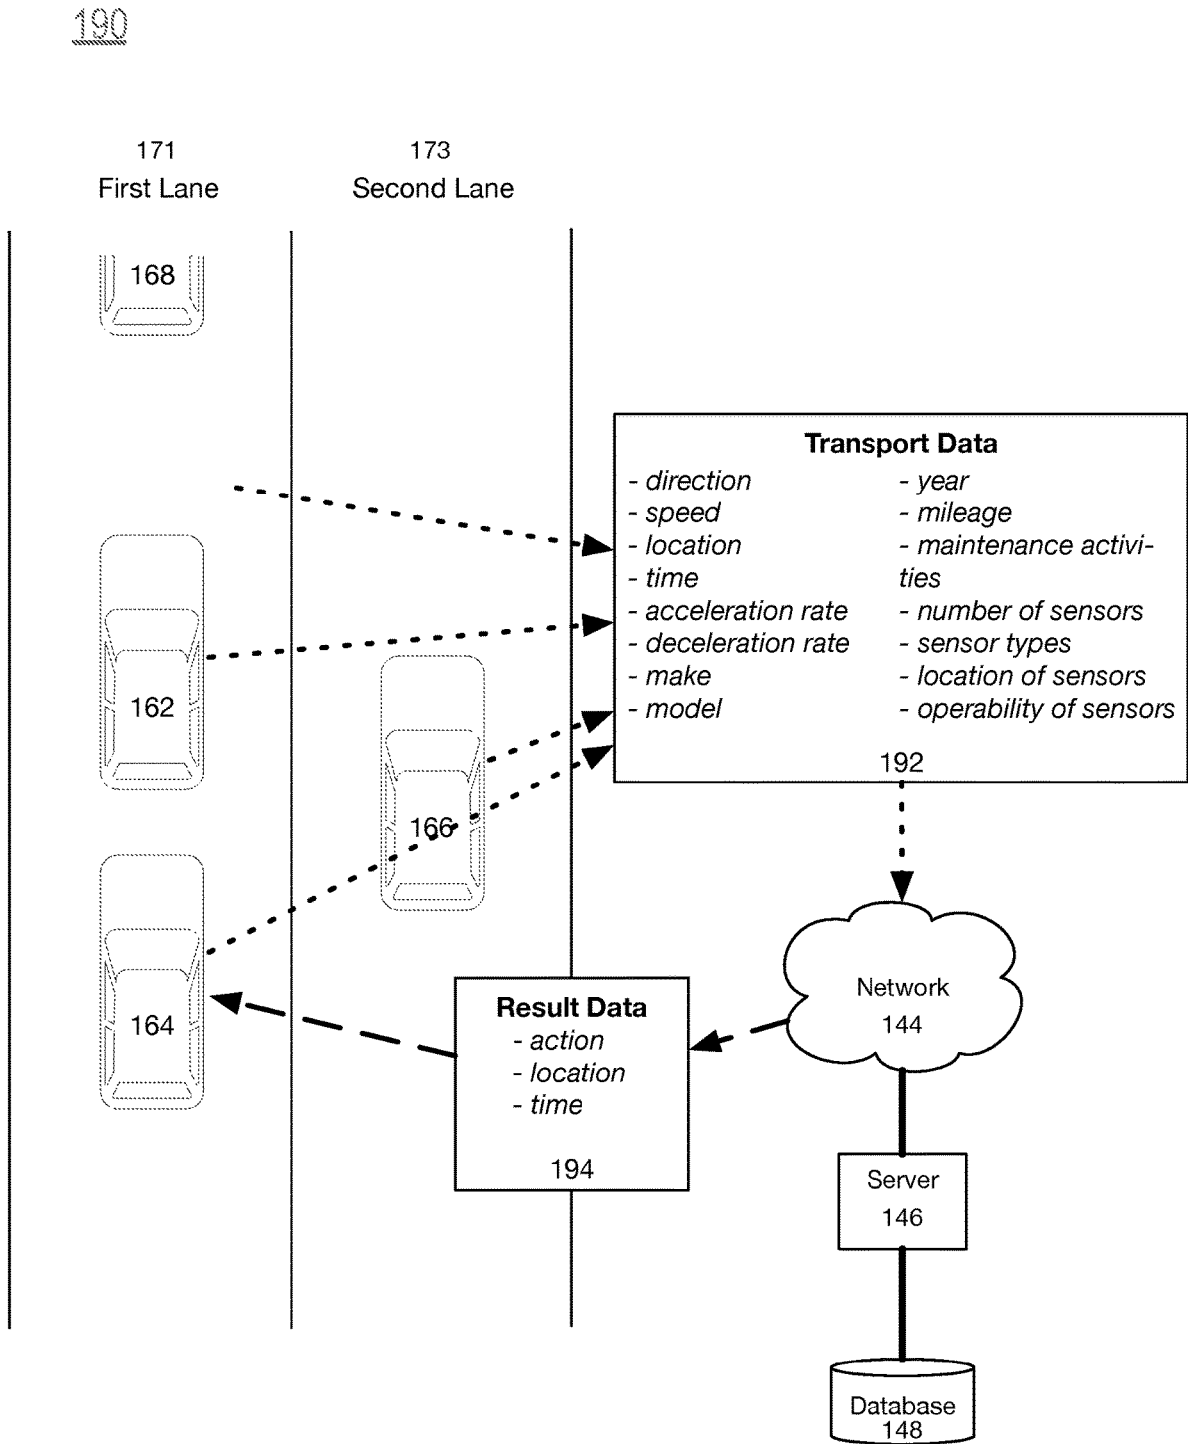 190
171
First Lane
173
Second Lane
168
162
166
164
Transport Data
- direction
- speed
- location
- time
- acceleration rate
- deceleration rate
- make
- model
- year
- mileage
- maintenance activi-
ties
- number of sensors
- sensor types
- location of sensors
- operability of sensors
192
Network
144
Result Data
- action
- location
- time
194
Server
146
Database
148